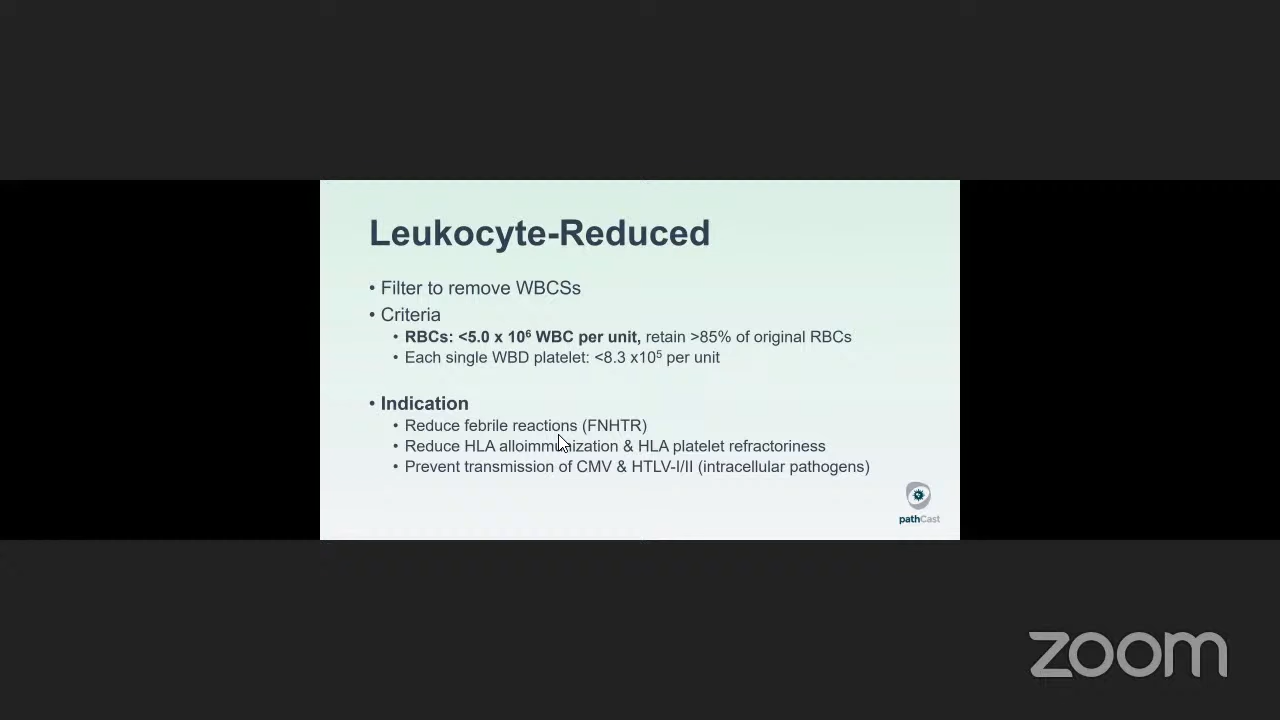 Leukocyte-Reduced
• Filter to remove WBCSs
• Criteria
• RBCs: <5.0 x 10⁶ WBC per unit, retain >85% of original RBCs
• Each single WBD platelet: <8.3 x10⁵ per unit
• Indication
• Reduce febrile reactions (FNHTR)
• Reduce HLA alloimmunization & HLA platelet refractoriness
• Prevent transmission of CMV & HTLV-I/II (intracellular pathogens)
pathCast
zoom